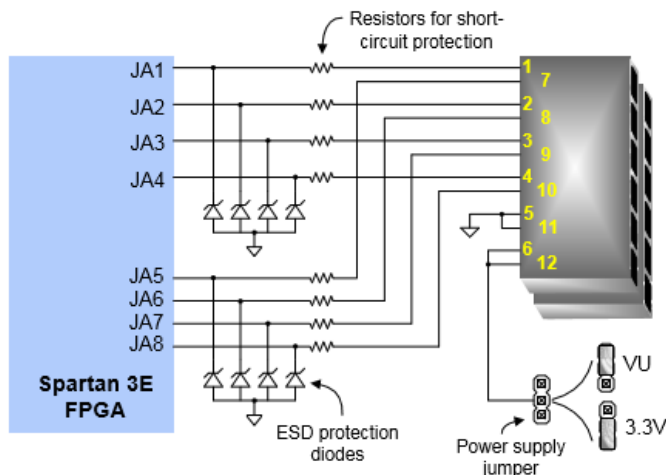 Resistors for short-
circuit protection
JA1
JA2
JA3
JA4
JA5
JA6
JA7
JA8
Spartan 3E
FPGA
1
7
2
8
3
9
4
10
5
11
6
12
ESD protection
diodes
Power supply
jumper
VU
3.3V